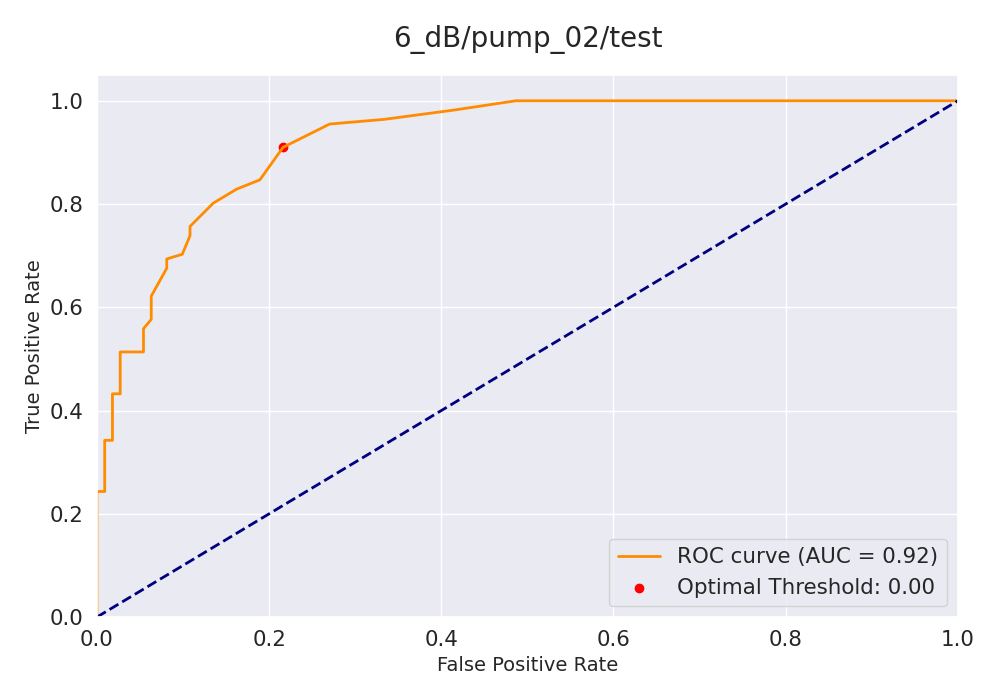 6_dB/pump_02/test
1.0
0.8
0.6
0.4
0.2
0.0
True Positive Rate
0.0 0.2 0.4 0.6 0.8 1.0
False Positive Rate
ROC curve (AUC = 0.92)
Optimal Threshold: 0.00